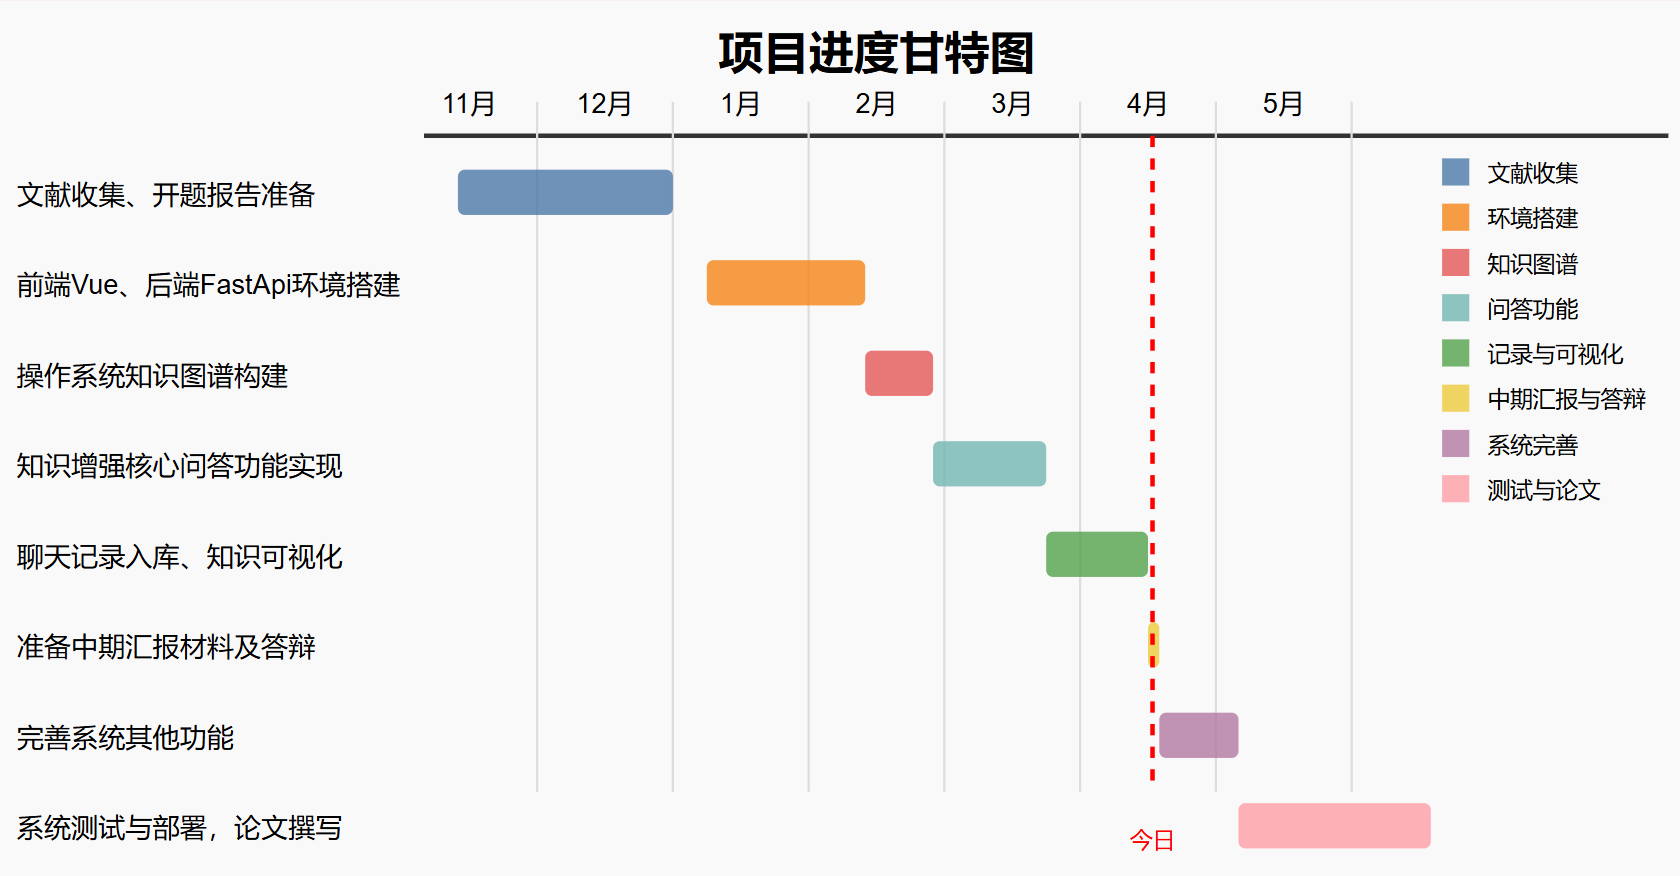 项目进度甘特图
11月
12月
1月
2月
3月
4月
5月
文献收集、开题报告准备
前端Vue、后端FastApi环境搭建
操作系统知识图谱构建
知识增强核心问答功能实现
聊天记录入库、知识可视化
准备中期汇报材料及答辩
完善系统其他功能
系统测试与部署，论文撰写
今日
文献收集
环境搭建
知识图谱
问答功能
记录与可视化
中期汇报与答辩
系统完善
测试与论文